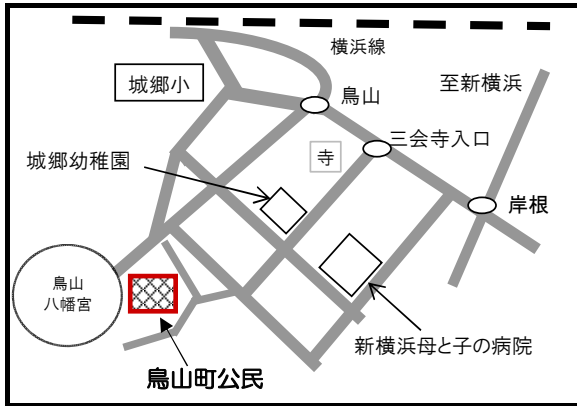 横浜線
城郷小
至新横浜
鳥山
寺
三会寺入口
城郷幼稚園
岸根
鳥山
八幡宮
新横浜母と子の病院
鳥山町公民